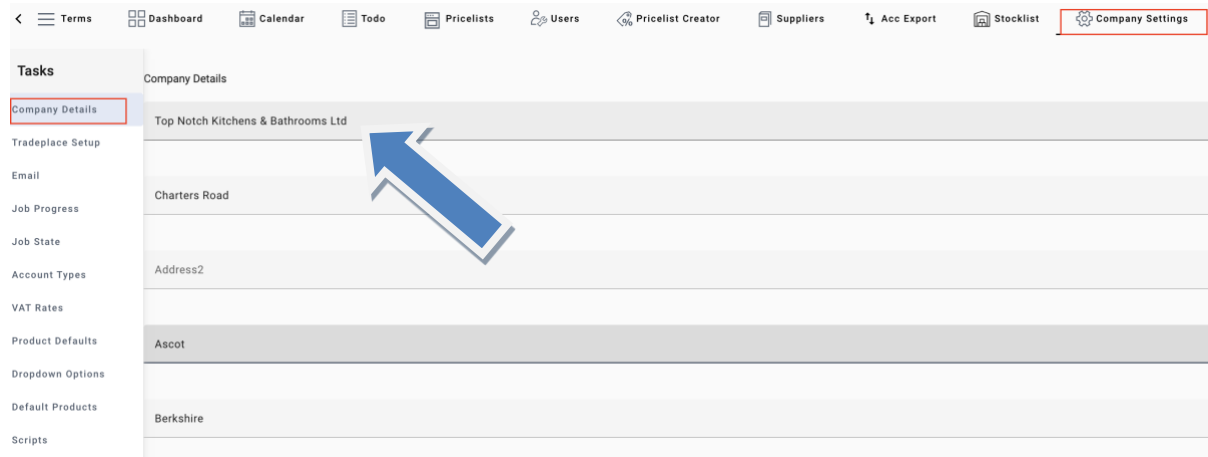 Terms Dashboard Calendar Todo Pricelists Users Pricelist Creator Suppliers Acc Export Stocklist Company Settings
Tasks
Company Details
Tradeplace Setup
Email
Job Progress
Job State
Account Types
VAT Rates
Product Defaults
Dropdown Options
Default Products
Scripts
Company Details
Top Notch Kitchens & Bathrooms Ltd
Charters Road
Address2
Ascot
Berkshire